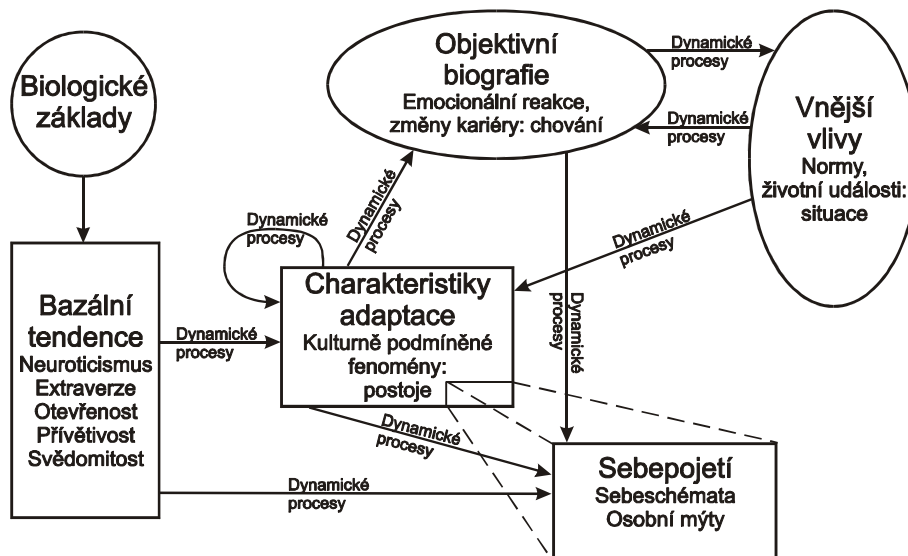 Biologické
základy
Objektivní
biografie
Emocionální reakce,
změny kariéry: chování
Dynamické
procesy
Dynamické
procesy
Vnější
vlivy
Normy,
životní události:
situace
Dynamické
procesy
Dynamické
procesy
Dynamické
procesy
Bazální
tendence
Neuroticismus
Extraverze
Otevřenost
Přívětivost
Svědomitost
Dynamické
procesy
Charakteristiky
adaptace
Kulturně podmíněné
fenomény:
postoje
Dynamické
procesy
Dynamické
procesy
Dynamické
procesy
Sebepojetí
Sebeschémata
Osobní mýty